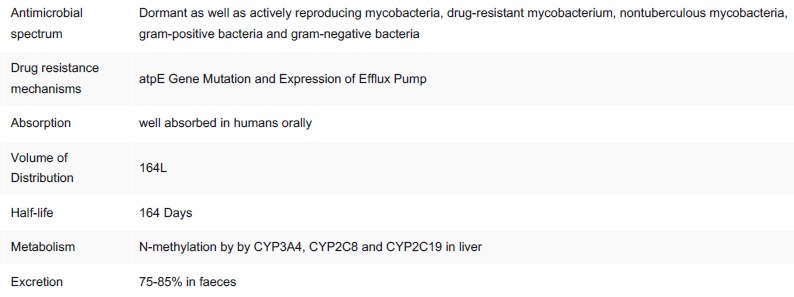 Antimicrobial spectrum Dormant as well as actively reproducing mycobacteria, drug-resistant mycobacterium, nontuberculous mycobacteria, gram-positive bacteria and gram-negative bacteria
Drug resistance mechanisms atpE Gene Mutation and Expression of Efflux Pump
Absorption well absorbed in humans orally
Volume of Distribution 164L
Half-life 164 Days
Metabolism N-methylation by by CYP3A4, CYP2C8 and CYP2C19 in liver
Excretion 75-85% in faeces